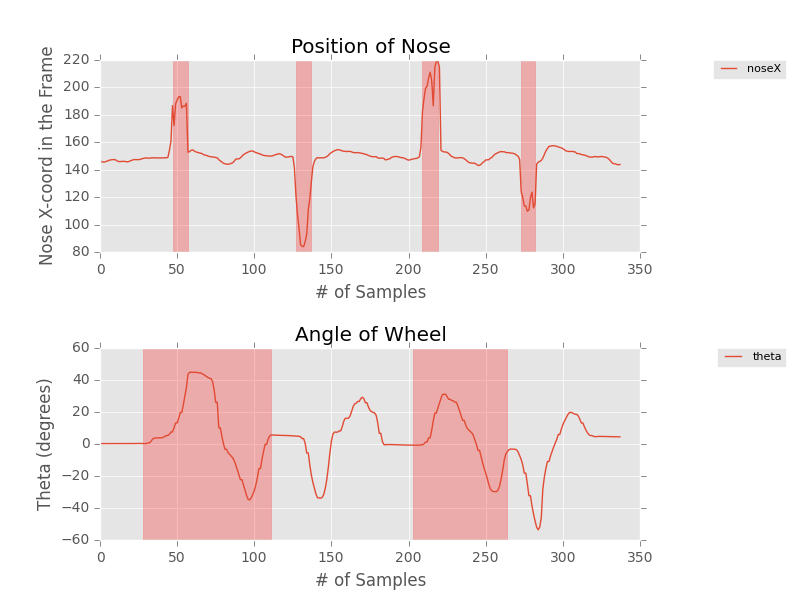 Position of Nose
Nose X-coord in the Frame
220
200
180
160
140
120
100
80
0 50 100 150 200 250 300 350
# of Samples
noseX
Angle of Wheel
Theta (degrees)
60
40
20
0
−20
−40
−60
0 50 100 150 200 250 300 350
# of Samples
theta